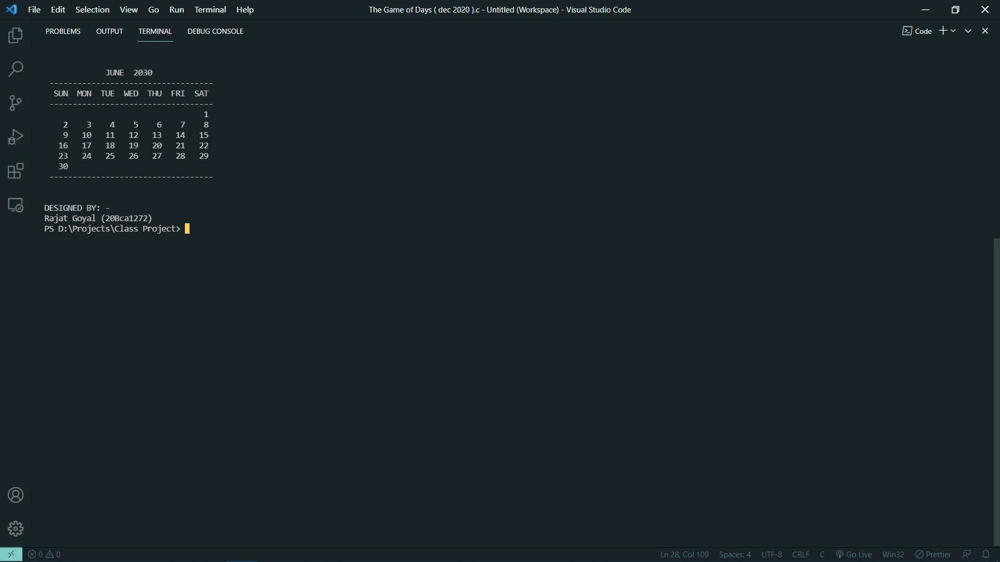 File Edit Selection View Go Run Terminal Help
The Game of Days ( dec 2020 ).c - Untitled (Workspace) - Visual Studio Code
PROBLEMS OUTPUT TERMINAL DEBUG CONSOLE
Code
JUNE 2030
-----------------------------------
SUN MON TUE WED THU FRI SAT
-----------------------------------
1
2 3 4 5 6 7 8
9 10 11 12 13 14 15
16 17 18 19 20 21 22
23 24 25 26 27 28 29
30
-----------------------------------
DESIGNED BY: -
Rajat Goyal (20Bca1272)
PS D:\Projects\Class Project>
0 0
Ln 28, Col 109 Spaces: 4 UTF-8 CRLF C Go Live Win32 Prettier